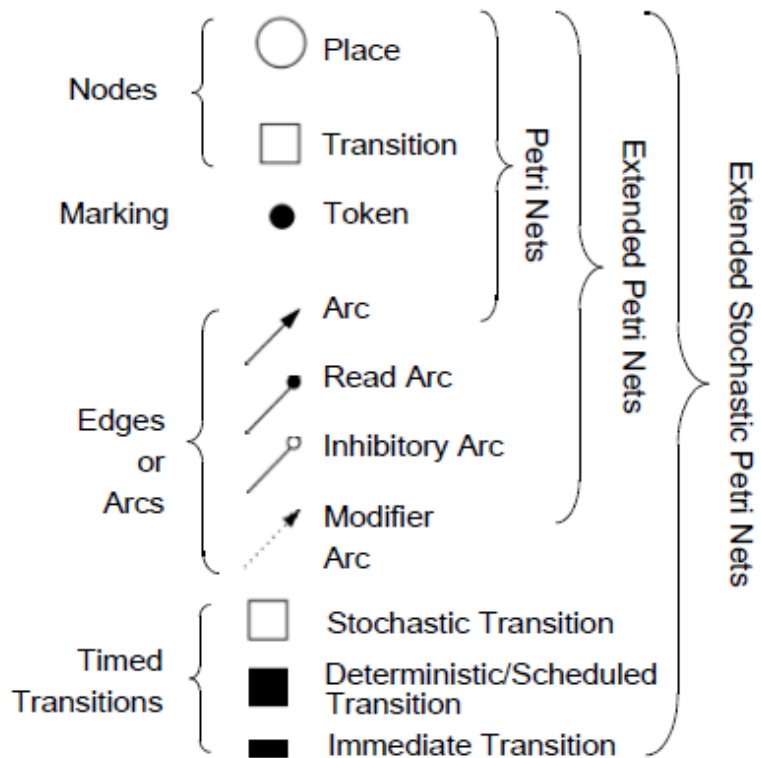 Nodes
Place
Transition
Marking
Token
Edges
or
Arcs
Arc
Read Arc
Inhibitory Arc
Modifier
Arc
Timed
Transitions
Stochastic Transition
Deterministic/Scheduled
Transition
Immediate Transition
Petri Nets
Extended Petri Nets
Extended Stochastic Petri Nets